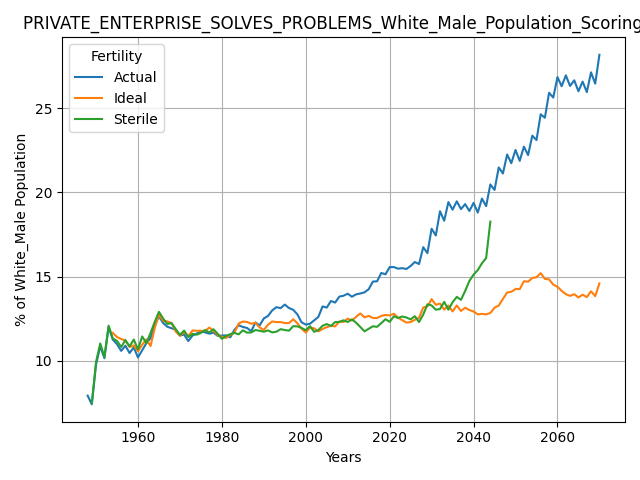 PRIVATE_ENTERPRISE_SOLVES_PROBLEMS_White_Male_Population_Scoring
Fertility
Actual
Ideal
Sterile
% of White_Male Population
25
20
15
10
1960 1980 2000 2020 2040 2060
Years